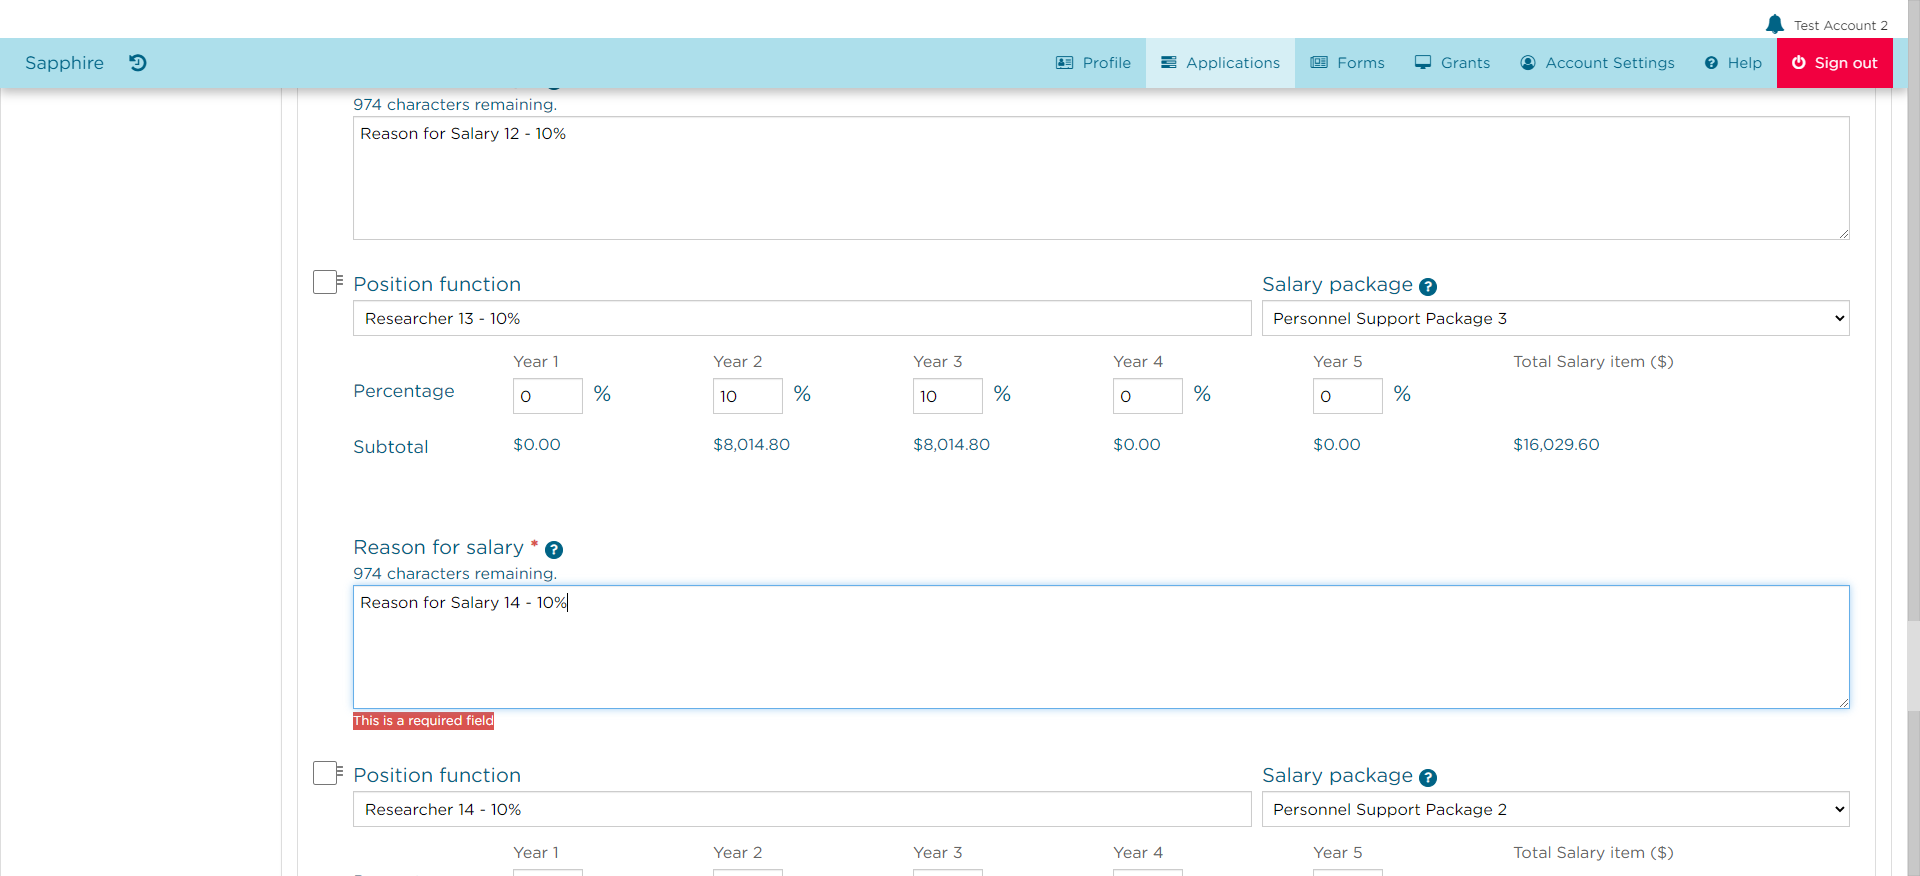 Test Account 2
Sapphire Profile Applications Forms Grants Account Settings Help Sign out
974 characters remaining.
Reason for Salary 12 - 10%
Position function Salary package ?
Researcher 13 - 10% Personnel Support Package 3
Year 1 Year 2 Year 3 Year 4 Year 5 Total Salary item ($)
Percentage 0 % 10 % 10 % 0 % 0 %
Subtotal $0.00 $8,014.80 $8,014.80 $0.00 $0.00 $16,029.60
Reason for salary * ?
974 characters remaining.
Reason for Salary 14 - 10%
This is a required field
Position function Salary package ?
Researcher 14 - 10% Personnel Support Package 2
Year 1 Year 2 Year 3 Year 4 Year 5 Total Salary item ($)